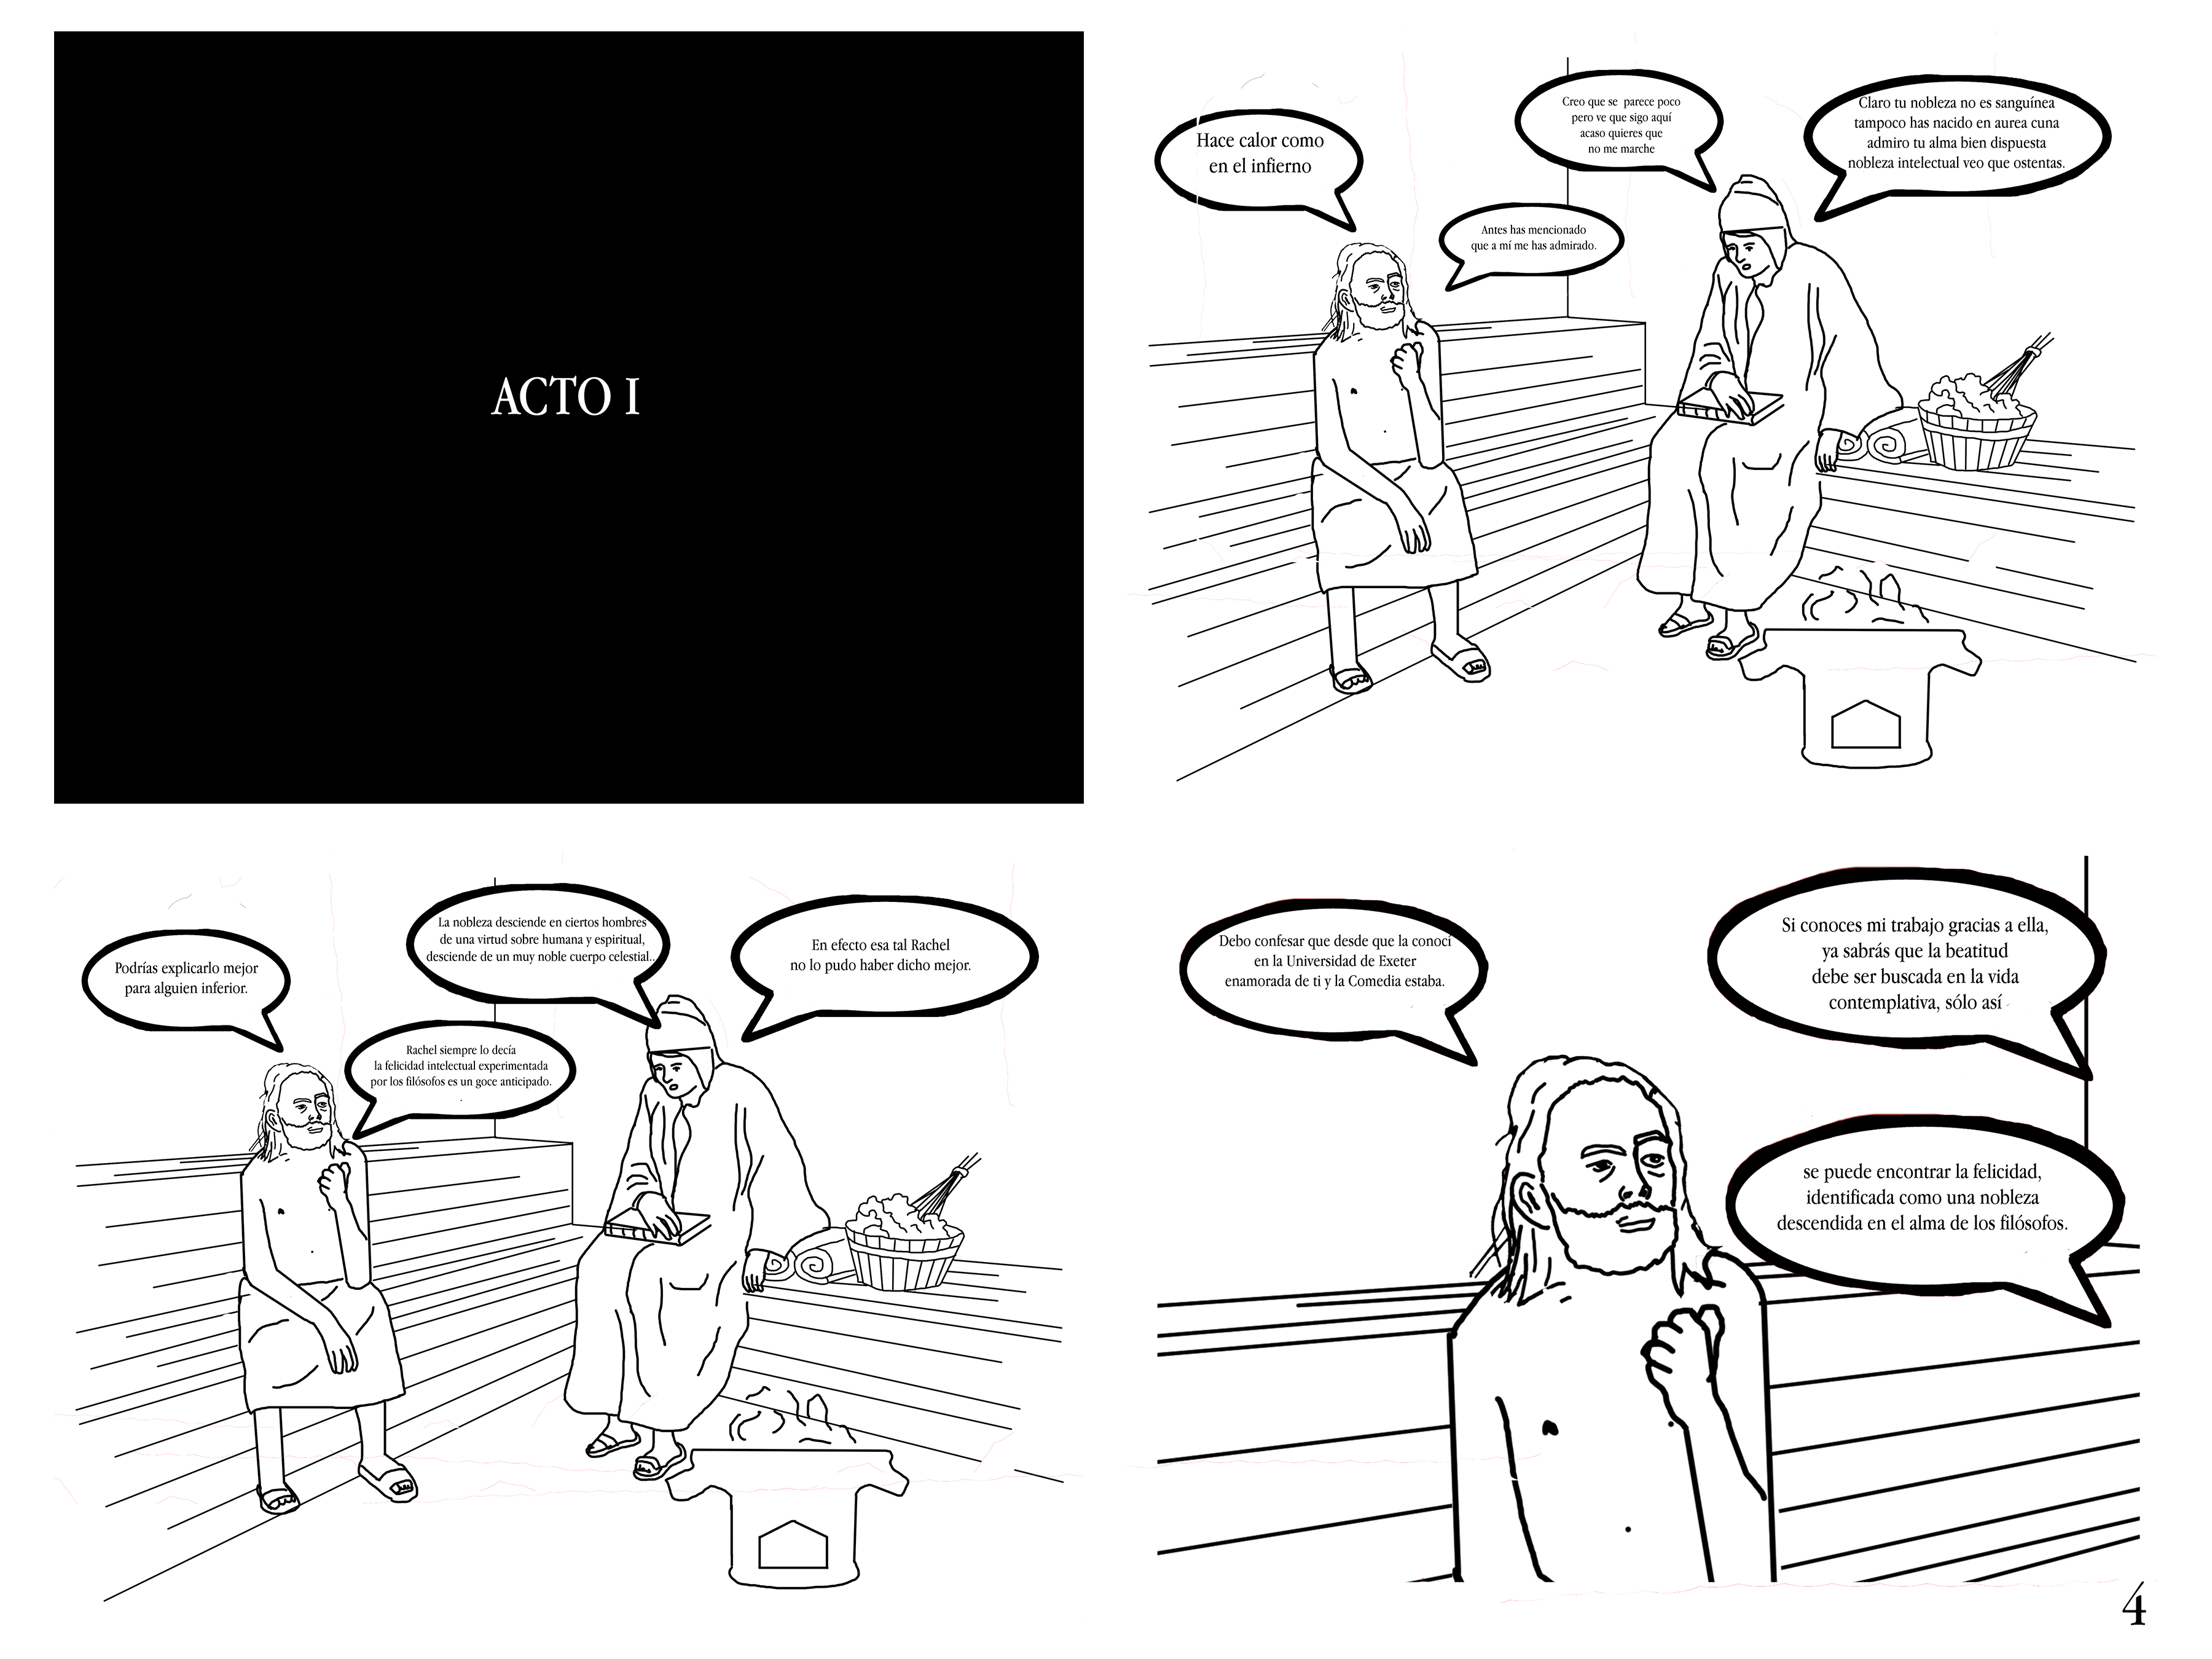 ACTO I
Hace calor como
en el infierno
Creo que se parece poco
pero ve que sigo aquí
acaso quieres que
no me marche
Antes has mencionado
que a mí me has admirado.
Claro tu nobleza no es sanguínea
tampoco has nacido en aurea cuna
admiro tu alma bien dispuesta
nobleza intelectual veo que ostentas.
Podrías explicarlo mejor
para alguien inferior.
La nobleza desciende en ciertos hombres
de una virtud sobre humana y espiritual,
desciende de un muy noble cuerpo celestial..
Rachel siempre lo decía
la felicidad intelectual experimentada
por los filósofos es un goce anticipado.
En efecto esa tal Rachel
no lo pudo haber dicho mejor.
Debo confesar que desde que la conocí
en la Universidad de Exeter
enamorada de ti y la Comedia estaba.
Si conoces mi trabajo gracias a ella,
ya sabrás que la beatitud
debe ser buscada en la vida
contemplativa, sólo así
se puede encontrar la felicidad,
identificada como una nobleza
descendida en el alma de los filósofos.
4